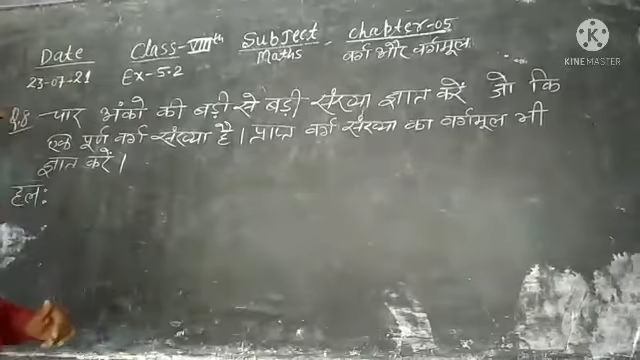 Date Class-VIIIth Subject chapter-05
23-07-21 Ex-5.2 Maths वर्ग और वर्गमूल
Q.8 चार अंको की बड़ी से बड़ी संख्या ज्ञात करें जो कि
एक पूर्ण वर्ग संख्या है। प्राप्त वर्ग संख्या का वर्गमूल भी
ज्ञात करें।
हल:
KINEMASTER